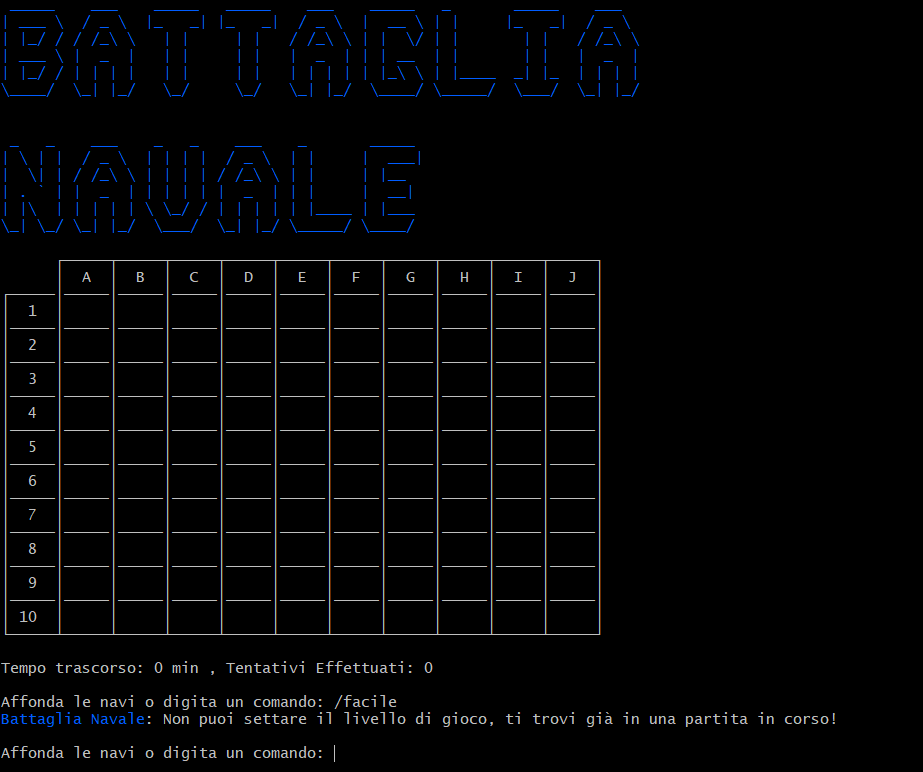 BATTAGLIA
NAVALE
A B C D E F G H I J
1
2
3
4
5
6
7
8
9
10
Tempo trascorso: 0 min , Tentativi Effettuati: 0
Affonda le navi o digita un comando: /facile
Battaglia Navale: Non puoi settare il livello di gioco, ti trovi già in una partita in corso!
Affonda le navi o digita un comando: